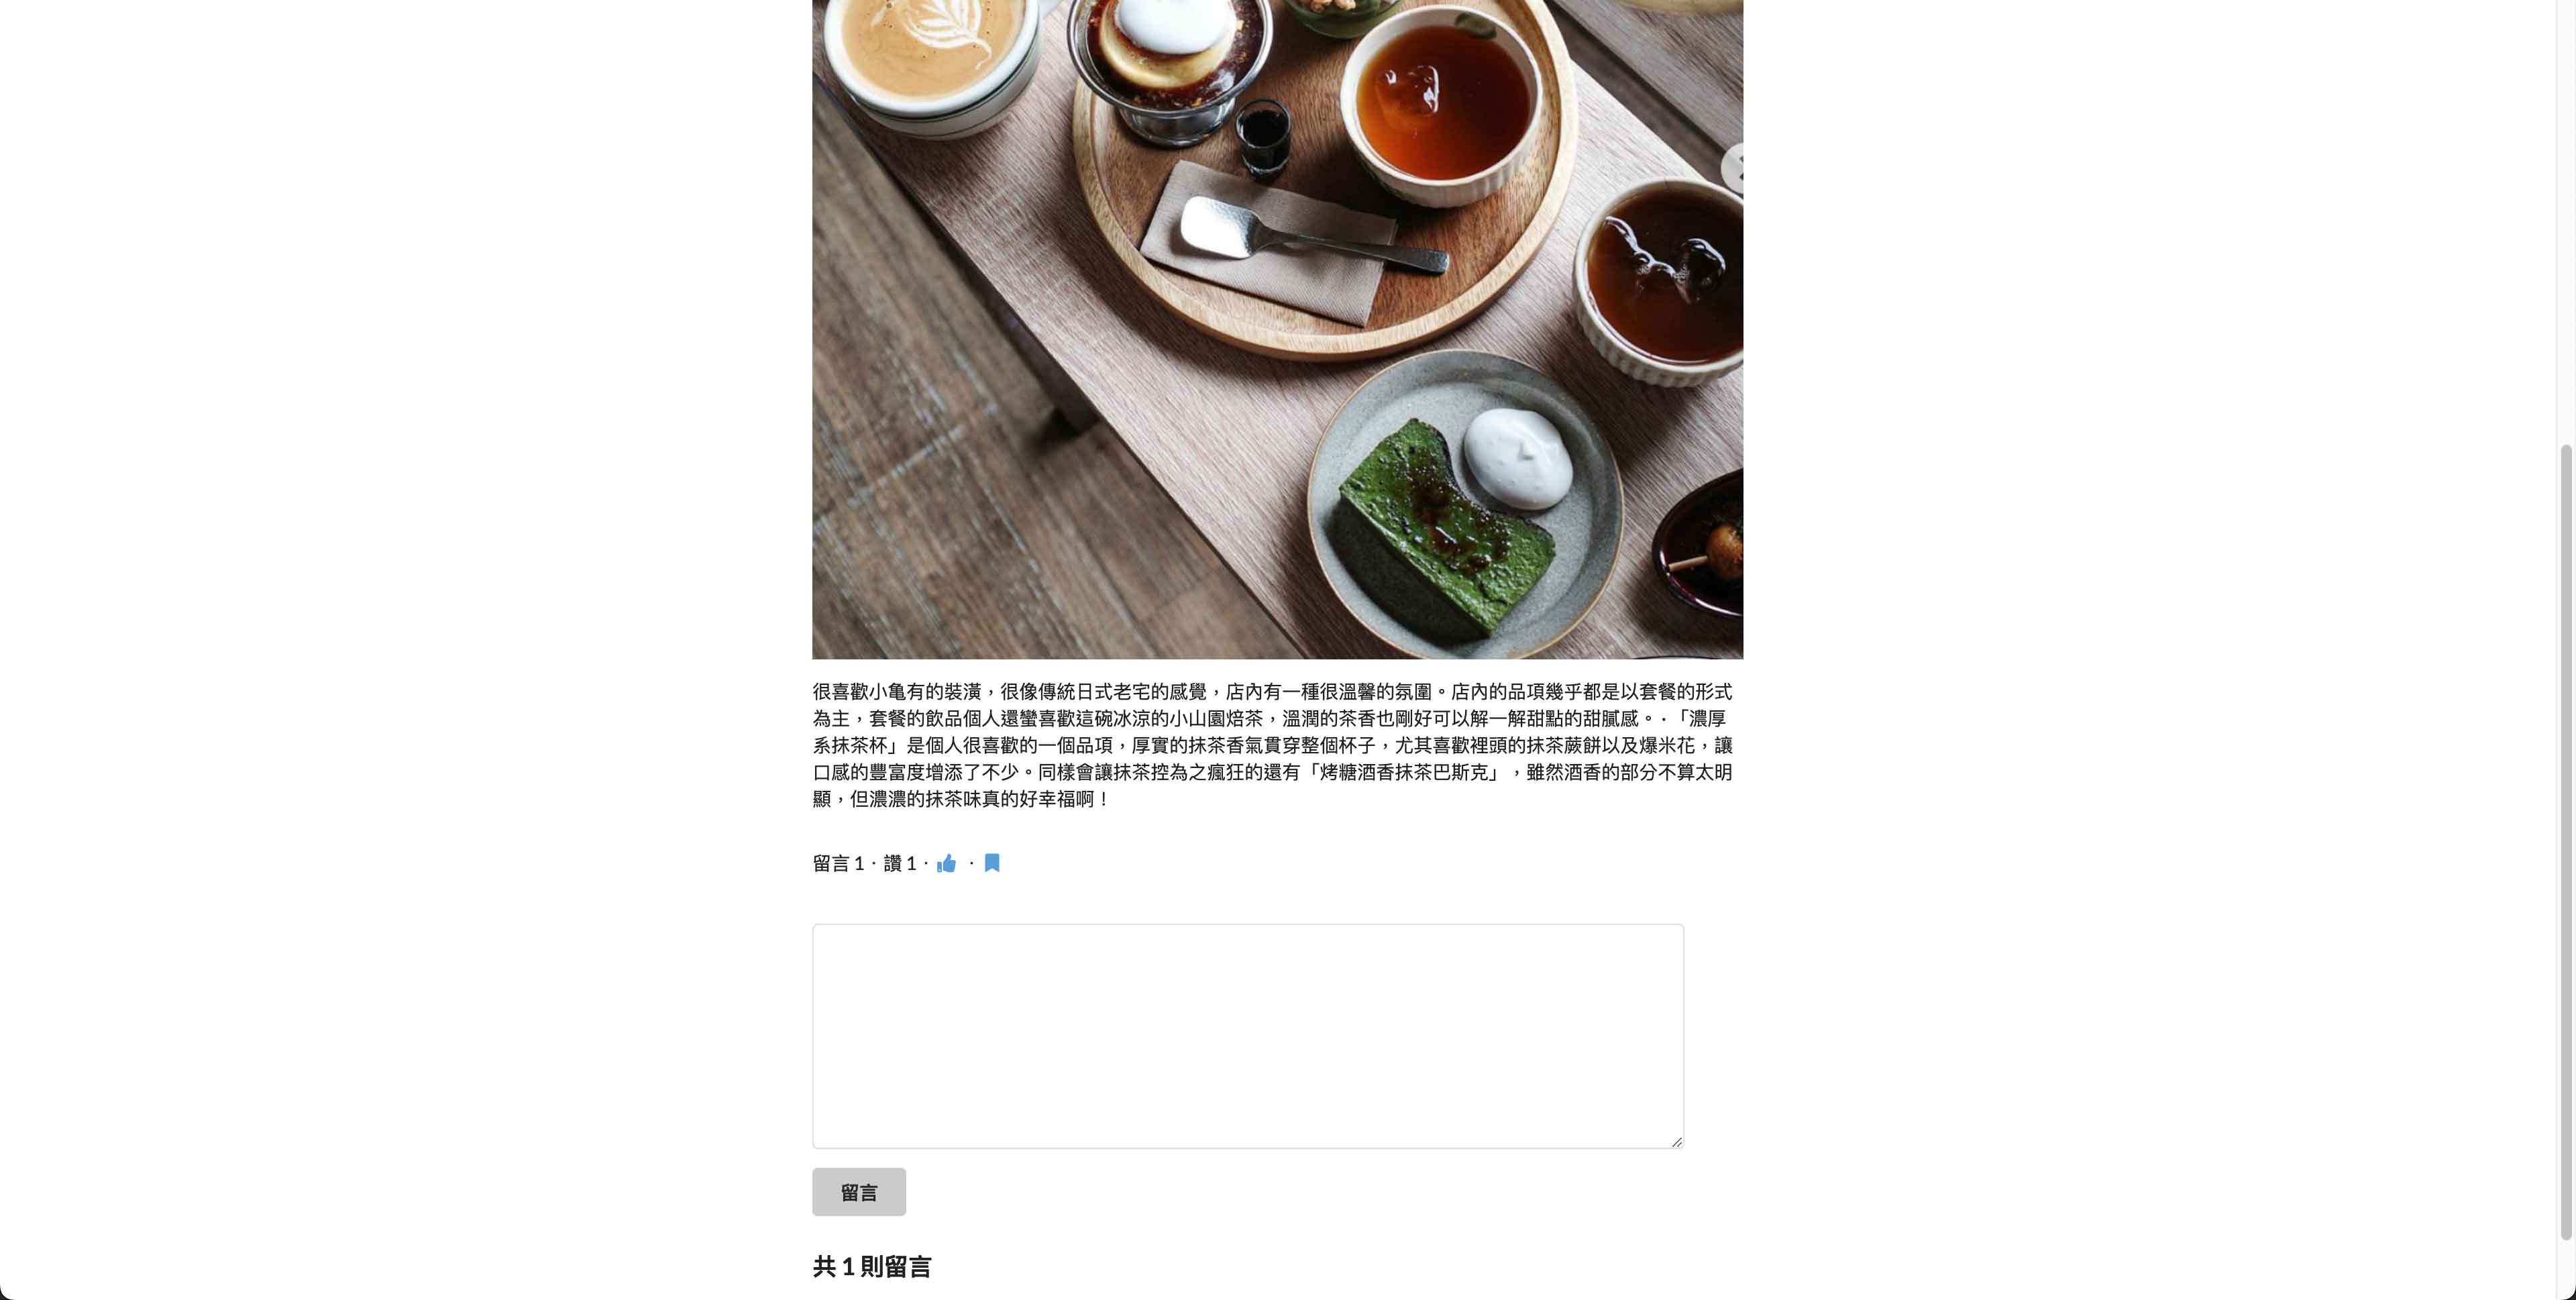 很喜歡小亀有的裝潢，很像傳統日式老宅的感覺，店內有一種很溫馨的氛圍。店內的品項幾乎都是以套餐的形式
為主，套餐的飲品個人還蠻喜歡這碗冰涼的小山園焙茶，溫潤的茶香也剛好可以解一解甜點的甜膩感。·「濃厚
系抹茶杯」是個人很喜歡的一個品項，厚實的抹茶香氣貫穿整個杯子，尤其喜歡裡頭的抹茶蕨餅以及爆米花，讓
口感的豐富度增添了不少。同樣會讓抹茶控為之瘋狂的還有「烤糖酒香抹茶巴斯克」，雖然酒香的部分不算太明
顯，但濃濃的抹茶味真的好幸福啊！
留言 1 · 讚 1 · ·
留言
共 1 則留言